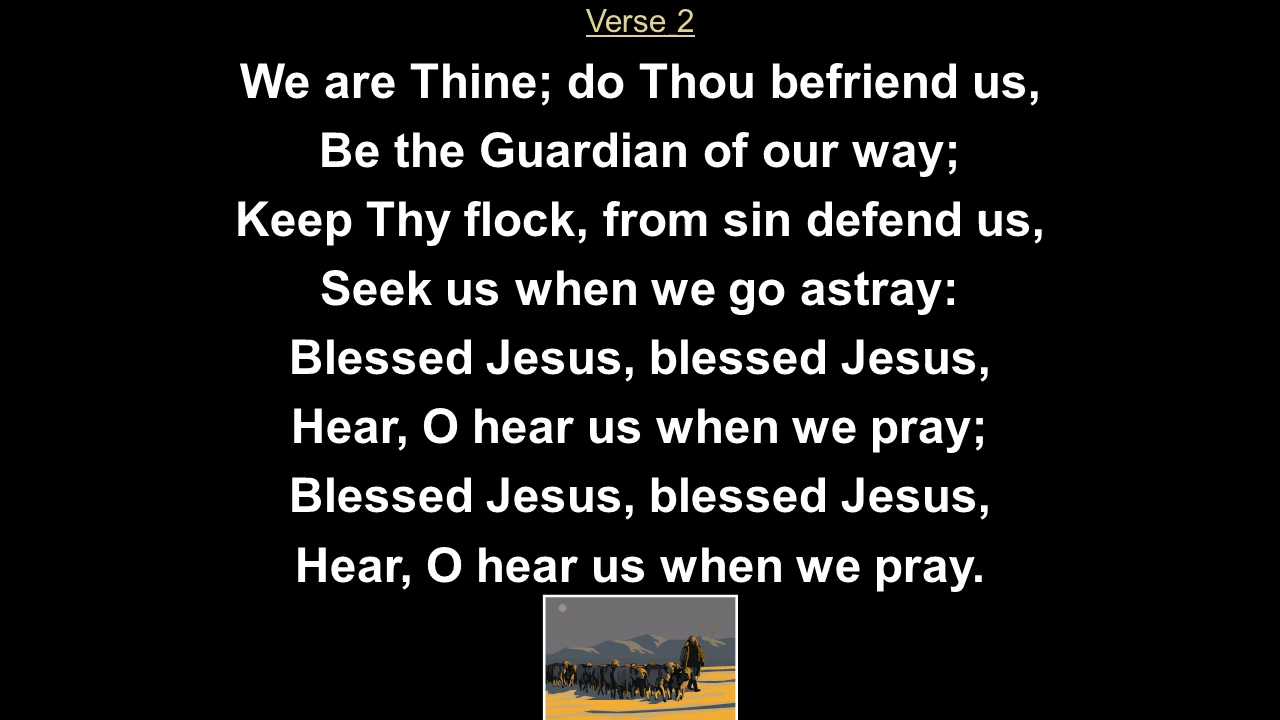 Verse 2
We are Thine; do Thou befriend us,
Be the Guardian of our way;
Keep Thy flock, from sin defend us,
Seek us when we go astray:
Blessed Jesus, blessed Jesus,
Hear, O hear us when we pray;
Blessed Jesus, blessed Jesus,
Hear, O hear us when we pray.